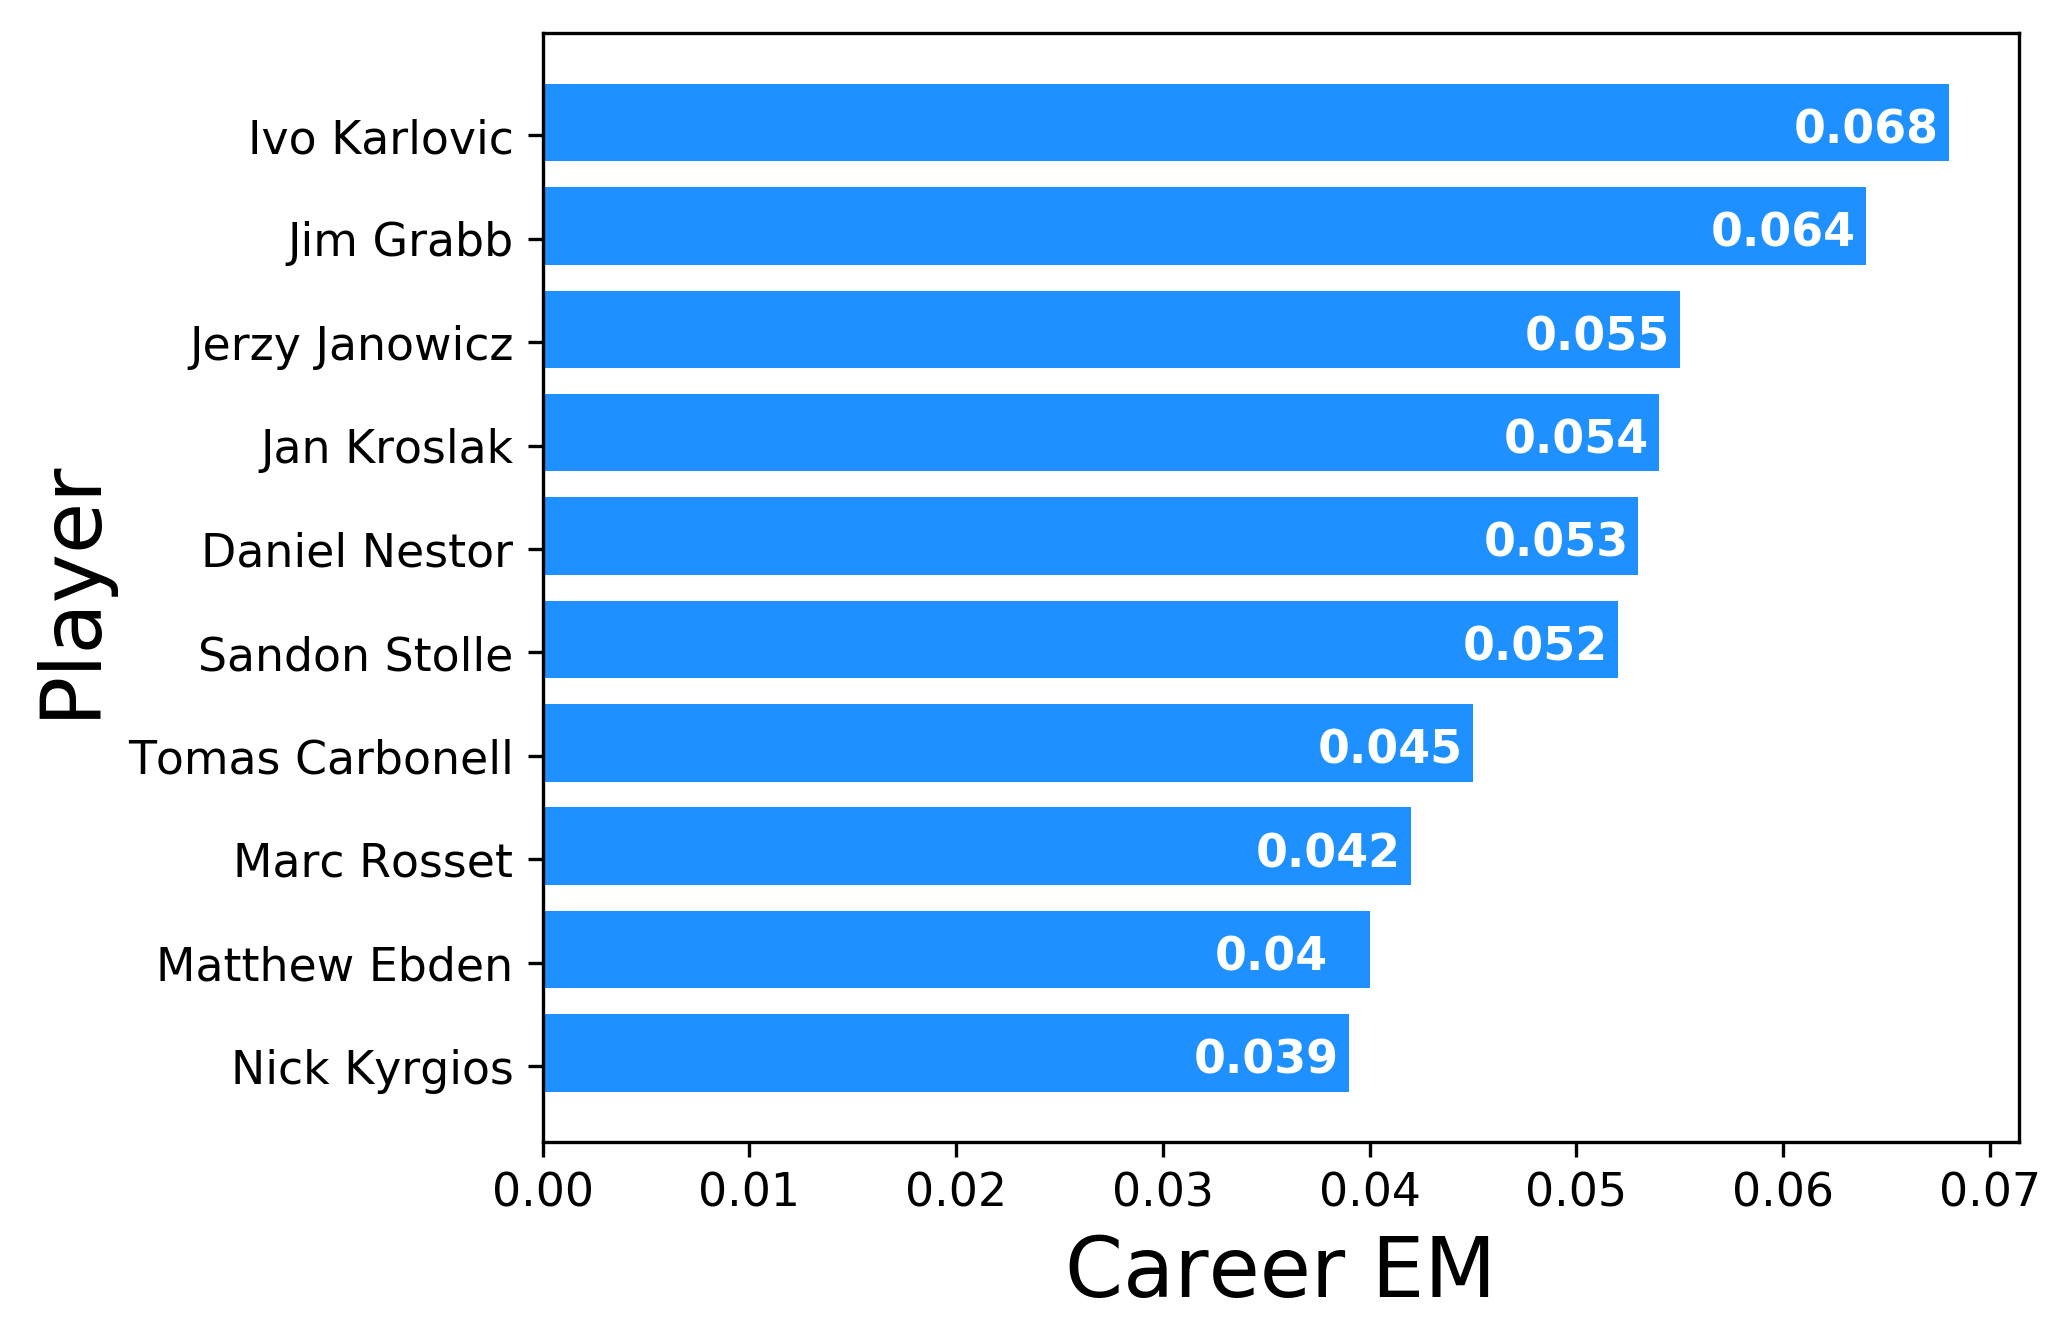 Ivo Karlovic 0.068
Jim Grabb 0.064
Jerzy Janowicz 0.055
Jan Kroslak 0.054
Daniel Nestor 0.053
Sandon Stolle 0.052
Tomas Carbonell 0.045
Marc Rosset 0.042
Matthew Ebden 0.04
Nick Kyrgios 0.039
Player
0.00 0.01 0.02 0.03 0.04 0.05 0.06 0.07
Career EM